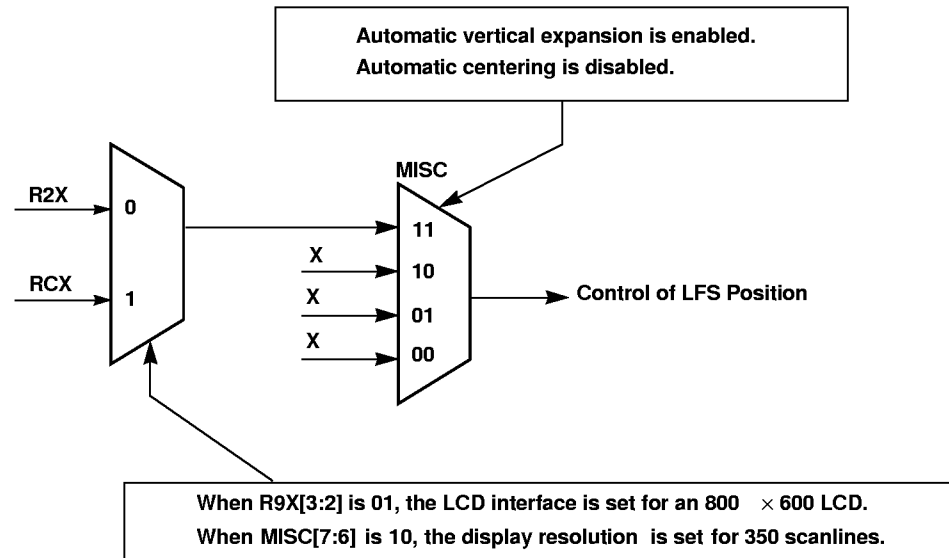 Automatic vertical expansion is enabled.
Automatic centering is disabled.
MISC
R2X
0
11
X
10
RCX
1
X
01
Control of LFS Position
X
00
When R9X[3:2] is 01, the LCD interface is set for an 800 × 600 LCD.
When MISC[7:6] is 10, the display resolution is set for 350 scanlines.